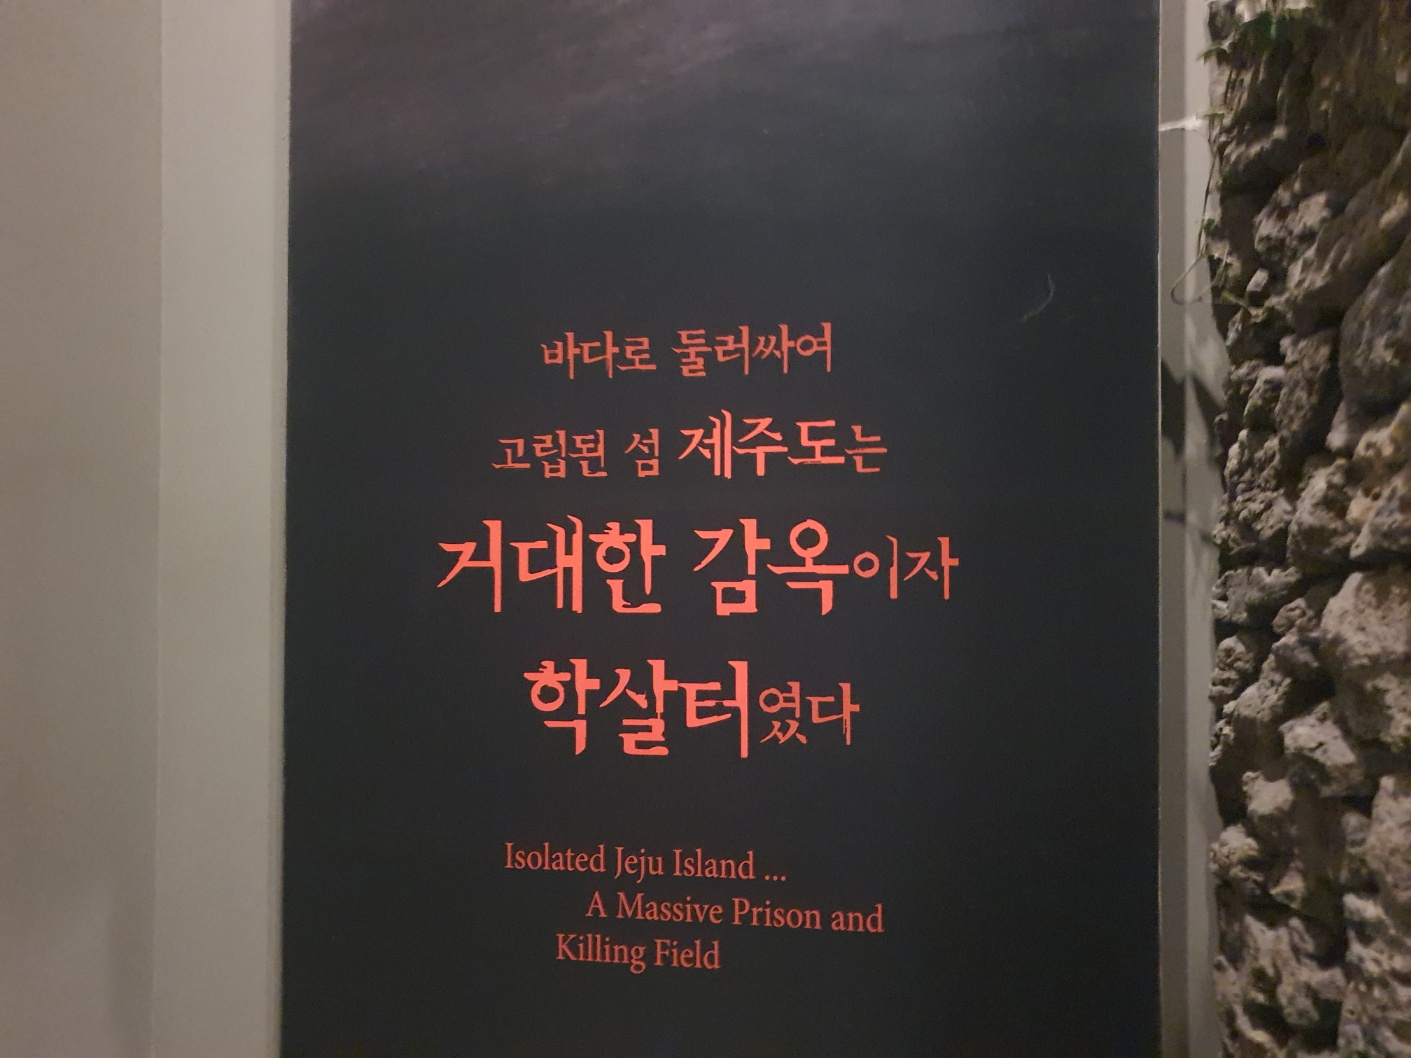 바다로 둘러싸여
고립된 섬 제주도는
거대한 감옥이자
학살터였다
Isolated Jeju Island ...
A Massive Prison and
Killing Field